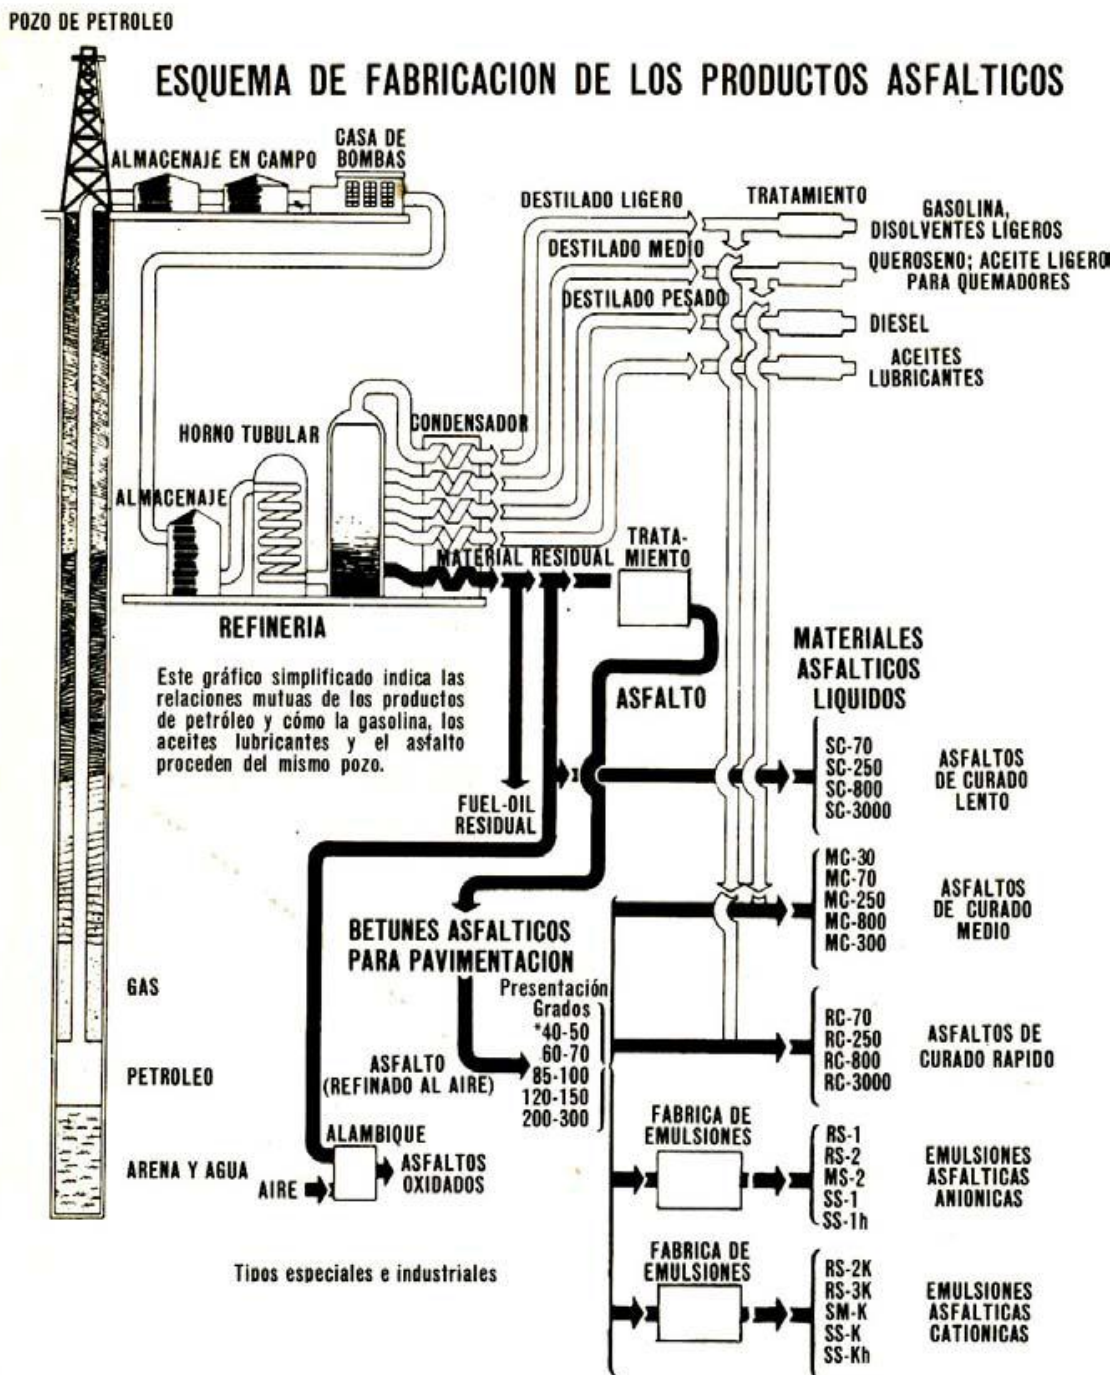 POZO DE PETROLEO
ESQUEMA DE FABRICACION DE LOS PRODUCTOS ASFALTICOS
ALMACENAJE EN CAMPO
CASA DE
BOMBAS
DESTILADO LIGERO
TRATAMIENTO
GASOLINA,
DISOLVENTES LIGEROS
DESTILADO MEDIO
QUEROSENO; ACEITE LIGERO
PARA QUEMADORES
DESTILADO PESADO
DIESEL
ACEITES
LUBRICANTES
CONDENSADOR
HORNO TUBULAR
ALMACENAJE
MATERIAL RESIDUAL
TRATA-
MIENTO
REFINERIA
Este gráfico simplificado indica las
relaciones mutuas de los productos
de petróleo y cómo la gasolina, los
aceites lubricantes y el asfalto
proceden del mismo pozo.
ASFALTO
MATERIALES
ASFALTICOS
LIQUIDOS
FUEL-OIL
RESIDUAL
SC-70
SC-250
SC-800
SC-3000
ASFALTOS
DE CURADO
LENTO
MC-30
MC-70
MC-250
MC-800
MC-300
ASFALTOS
DE CURADO
MEDIO
BETUNES ASFALTICOS
PARA PAVIMENTACION
Presentación
Grados
*40-50
60-70
85-100
120-150
200-300
GAS
PETROLEO
ARENA Y AGUA
ASFALTO
(REFINADO AL AIRE)
RC-70
RC-250
RC-800
RC-3000
ASFALTOS DE
CURADO RAPIDO
ALAMBIQUE
AIRE
ASFALTOS
OXIDADOS
FABRICA DE
EMULSIONES
RS-1
RS-2
MS-2
SS-1
SS-1h
EMULSIONES
ASFALTICAS
ANIONICAS
Tipos especiales e industriales
FABRICA DE
EMULSIONES
RS-2K
RS-3K
SM-K
SS-K
SS-Kh
EMULSIONES
ASFALTICAS
CATIONICAS